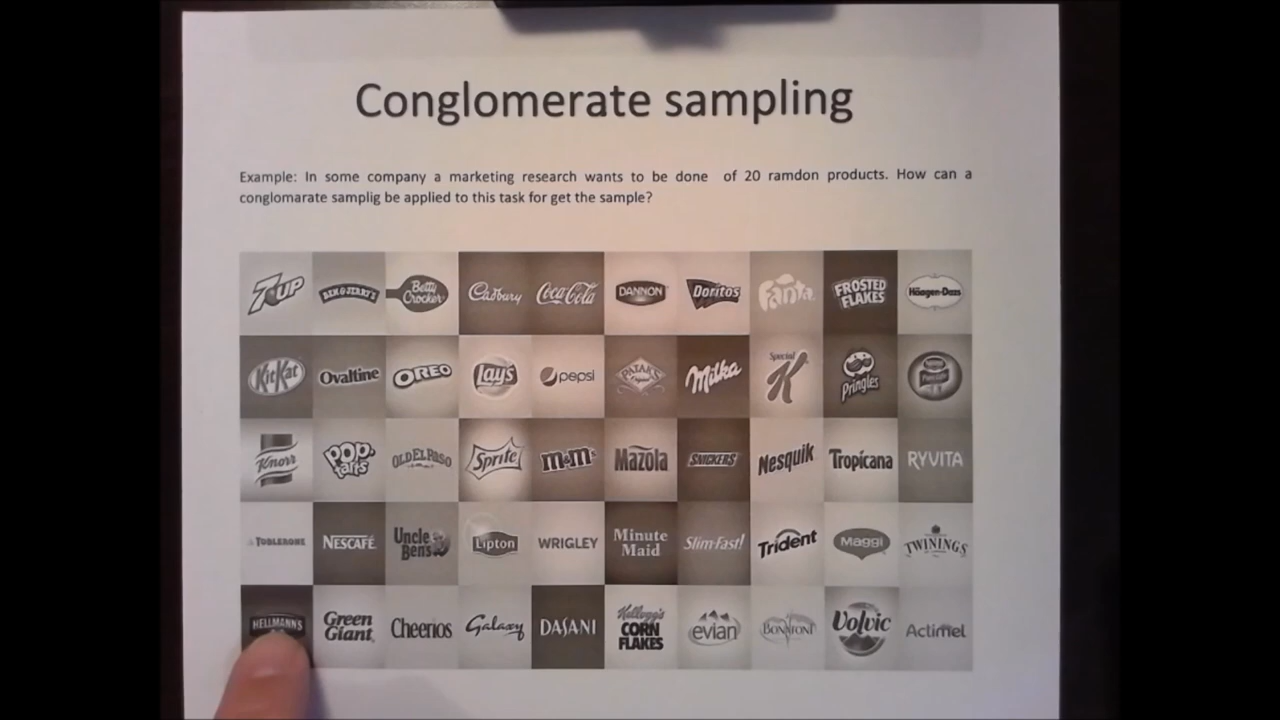 Conglomerate sampling
Example: In some company a marketing research wants to be done of 20 ramdon products. How can a
conglomarate samplig be applied to this task for get the sample?
7UP BEN & JERRY'S Betty Crocker Cadbury Coca-Cola DANNON Doritos Fanta FROSTED FLAKES Häagen-Dazs
KitKat Ovaltine OREO Lay's pepsi PATAK'S Original Milka Special K Pringles
Knorr POP. tarts OLD EL PASO Sprite m&m's Mazola SNICKERS Nesquik Tropicana RYVITA
TOBLERONE NESCAFÉ Uncle Ben's Lipton WRIGLEY Minute Maid Slim-Fast! Trident Maggi TWININGS
HELLMANN'S Green Giant Cheerios Galaxy DASANI Kellogg's CORN FLAKES evian BONAFONT Volvic Actimel